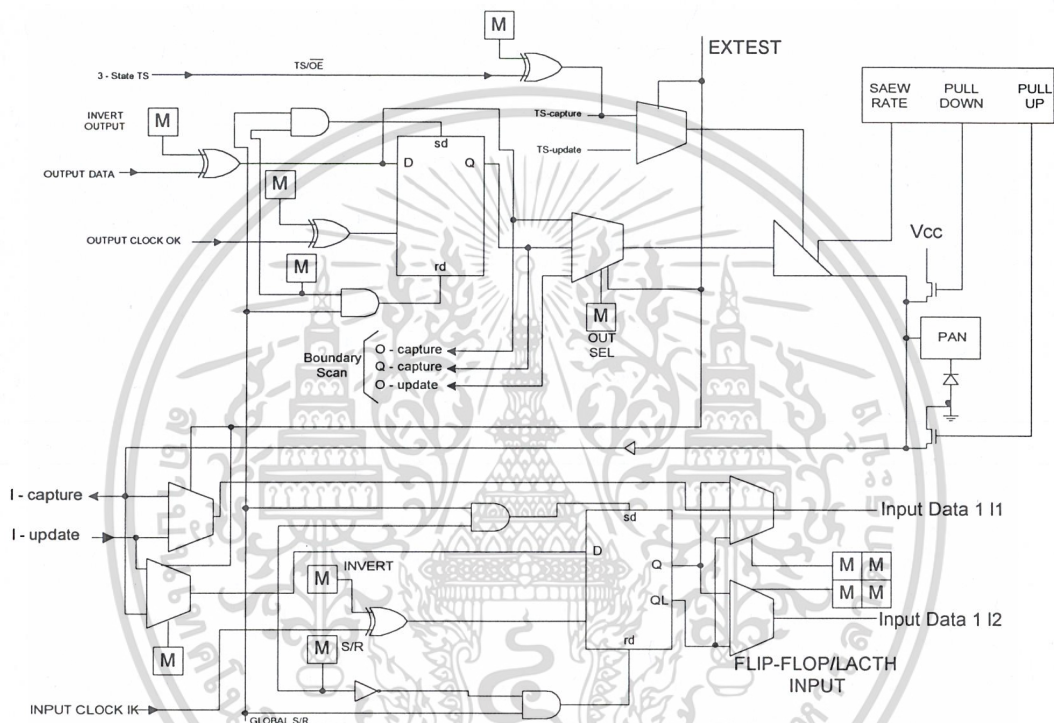 M
EXTEST
3 - State TS
TS/OE
SAEW RATE
PULL DOWN
PULL UP
INVERT OUTPUT
M
TS-capture
TS-update
sd
D
Q
OUTPUT DATA
M
OUTPUT CLOCK OK
Vcc
M
rd
M
OUT SEL
PAN
Boundary Scan
O - capture
Q - capture
O - update
I - capture
I - update
sd
D
Input Data 1 I1
M
INVERT
Q
M M
M M
QL
Input Data 1 I2
M
M
S/R
rd
FLIP-FLOP/LACTH INPUT
INPUT CLOCK IK
GLOBAL S/R